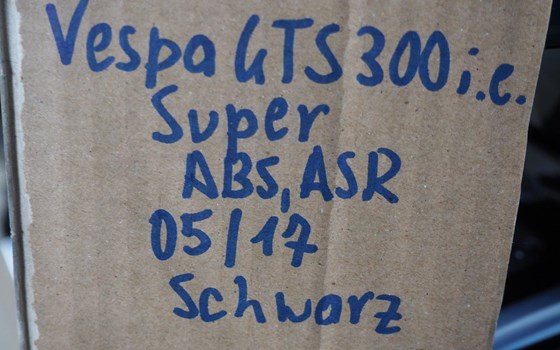 Vespa GTS 300 i.e.
Super
ABS, ASR
05/17
Schwarz